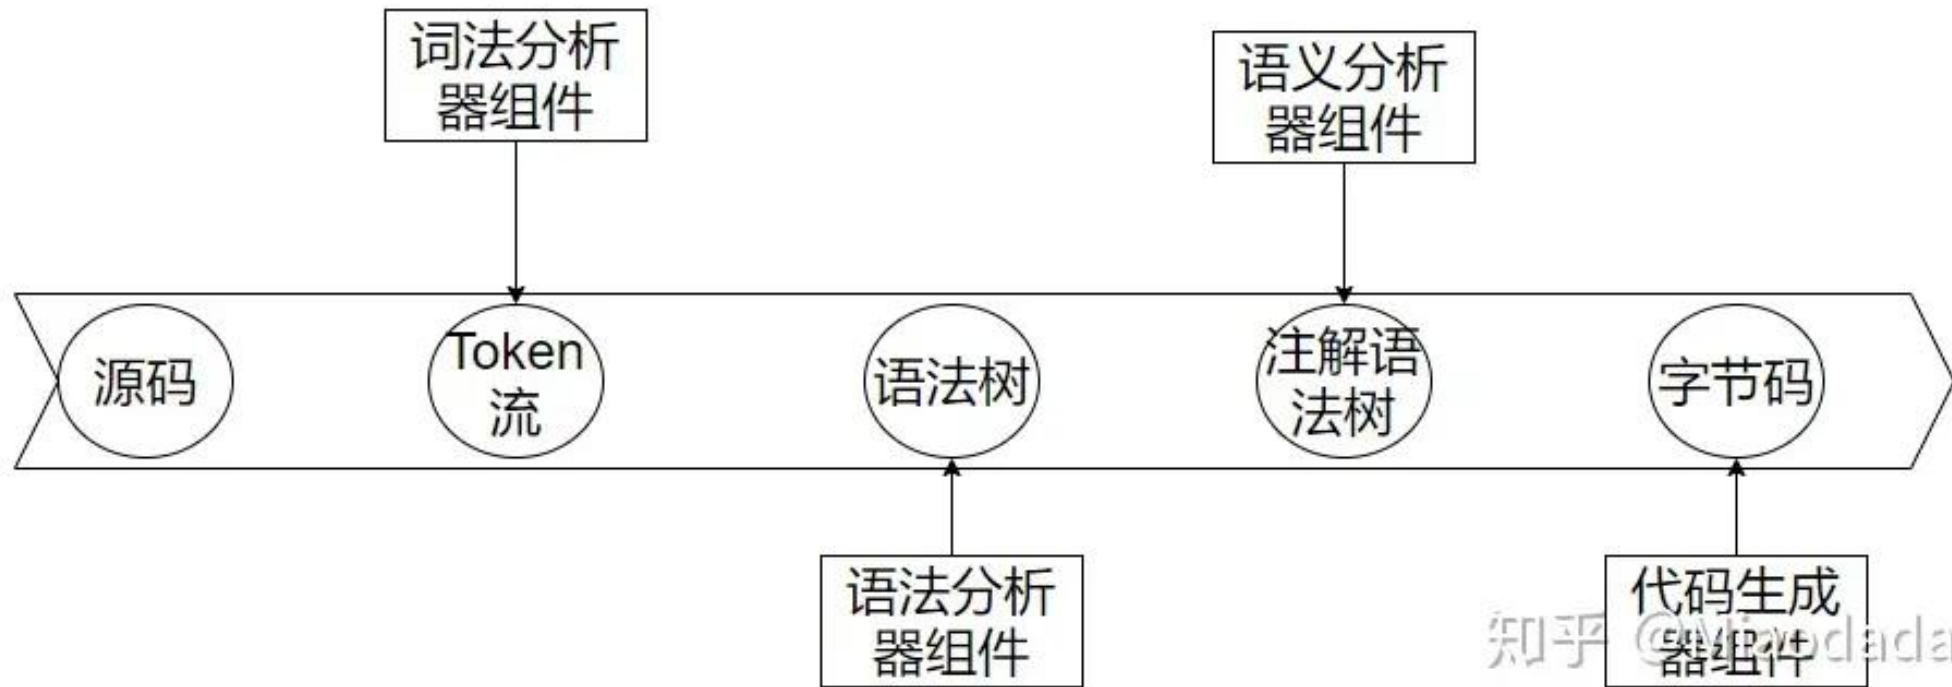 词法分析
器组件
语义分析
器组件
源码
Token
流
语法树
注解语
法树
字节码
语法分析
器组件
代码生成
器组件
知乎 @Miaodada